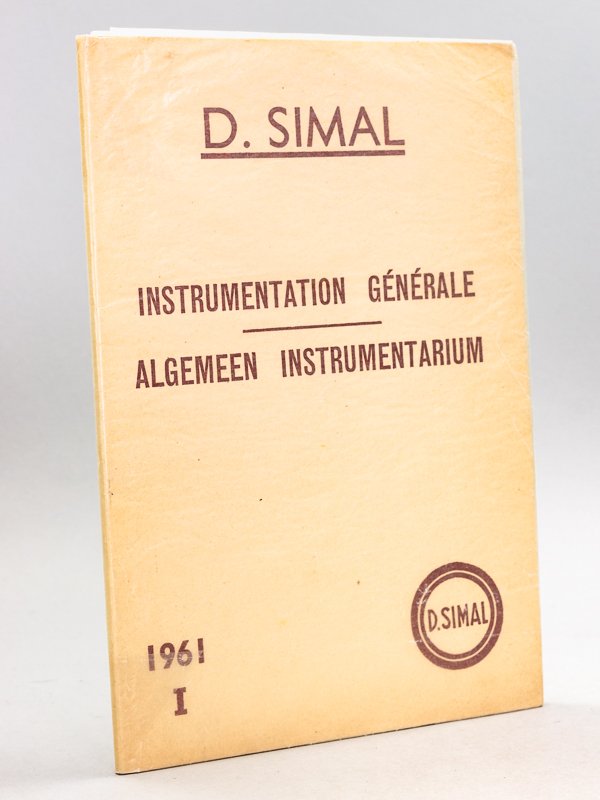 D. SIMAL
INSTRUMENTATION GÉNÉRALE
ALGEMEEN INSTRUMENTARIUM
D.SIMAL
1961
I